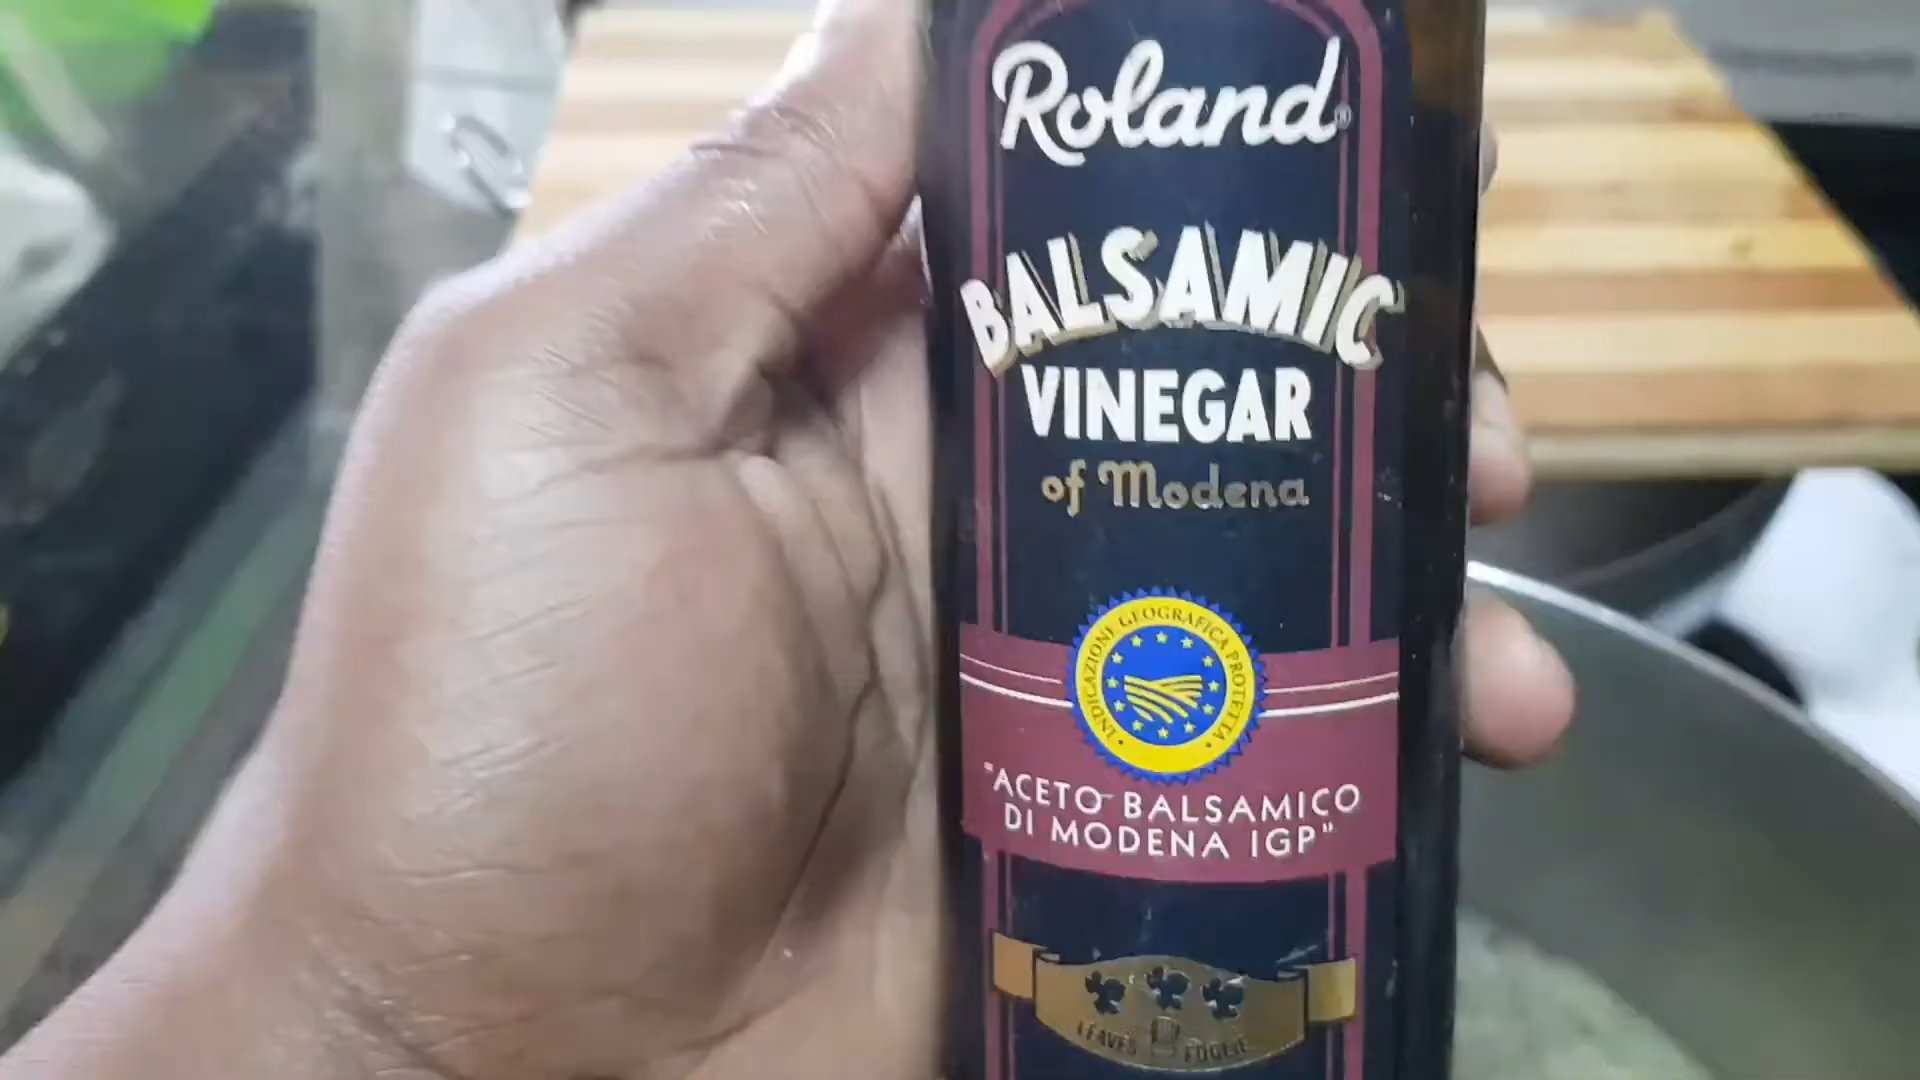 Roland®
BALSAMIC
VINEGAR
of Modena
INDICAZIONE GEOGRAFICA PROTETTA
"ACETO BALSAMICO
DI MODENA IGP"
LEAVES FOGLIE